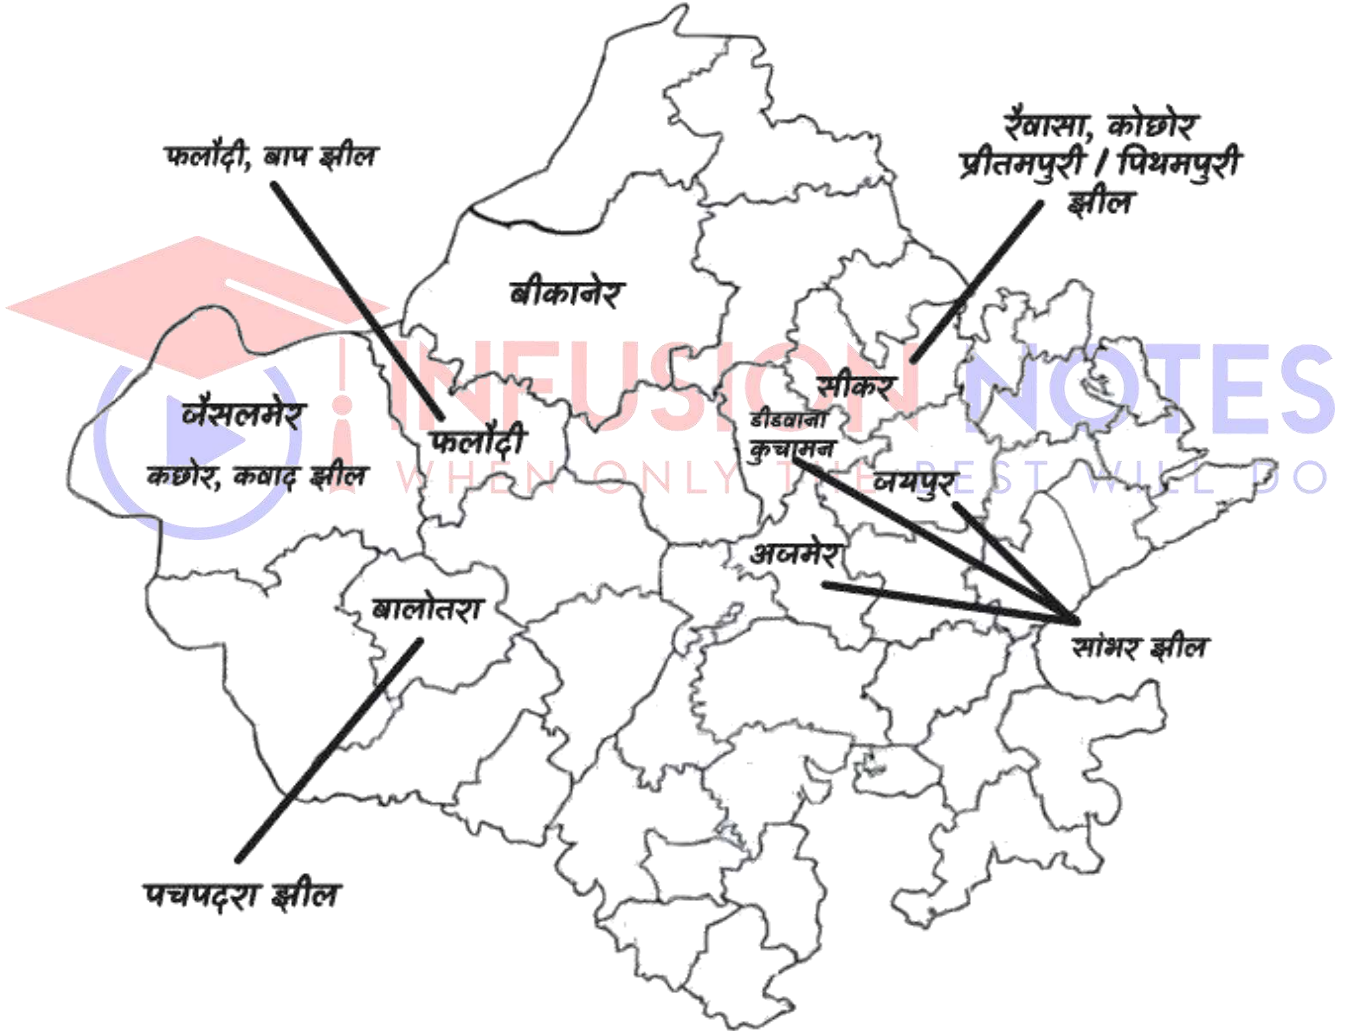 रैवासा, कोछोर
प्रीतमपुरी / पिथमपुरी
झील
फलौदी, बाप झील
बीकानेर
जैसलमेर
कछोर, कवाद झील
फलौदी
सीकर
डीडवाना
कुचामन
जयपुर
अजमेर
बालोतरा
सांभर झील
पचपद्रा झील
INFUSION NOTES
WHEN ONLY THE BEST WILL DO